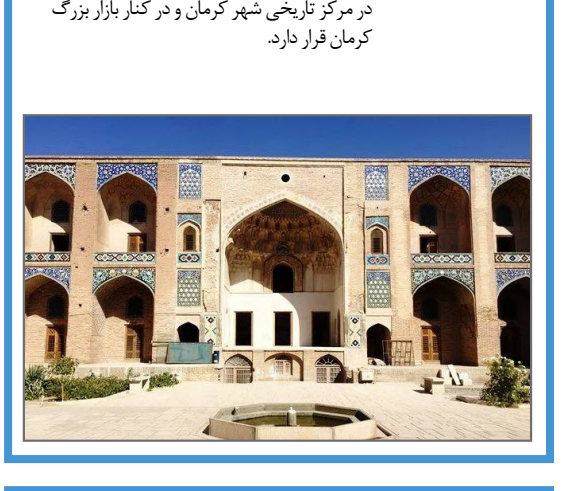 در مرکز تاریخی شهر کرمان و در کنار بازار بزرگ
کرمان قرار دارد.